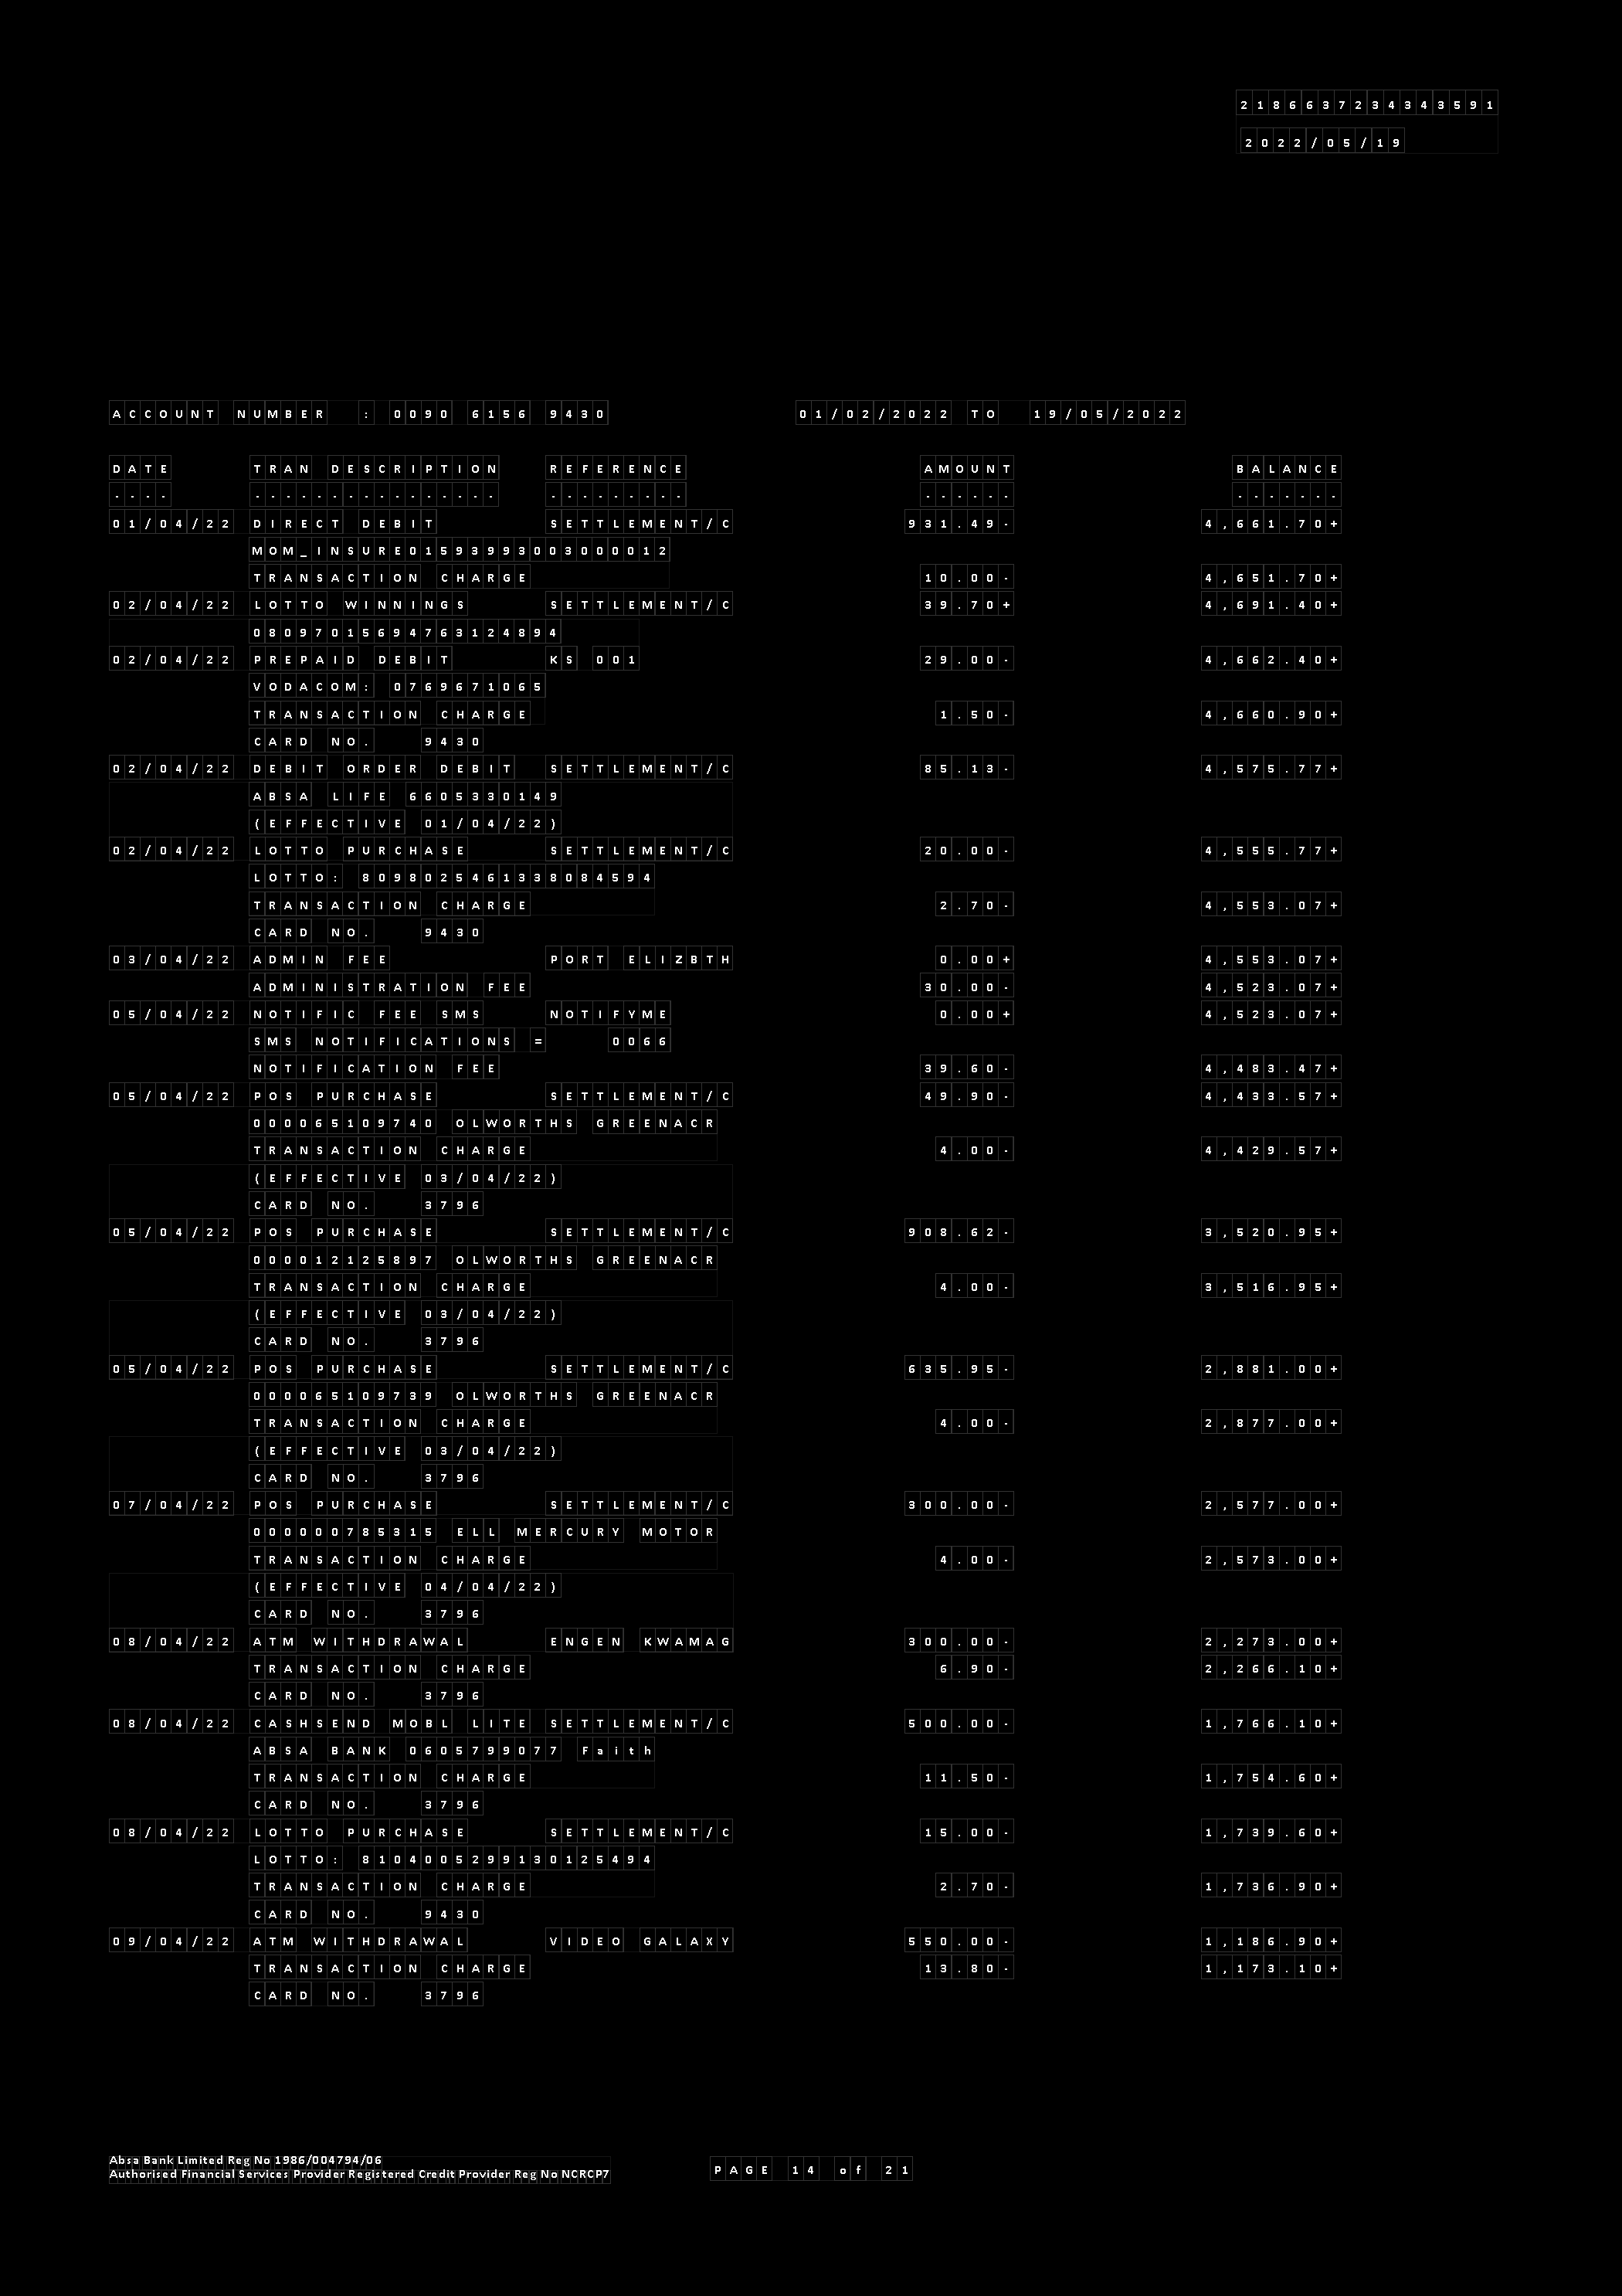 2186637234343591
2022/05/19
ACCOUNT NUMBER : 0090 6156 9430 01/02/2022 TO 19/05/2022
DATE TRAN DESCRIPTION REFERENCE AMOUNT BALANCE
---- ---------------- --------- ------ -------
01/04/22 DIRECT DEBIT SETTLEMENT/C 931.49- 4,661.70+
MOM_INSURE01593993003000012
TRANSACTION CHARGE 10.00- 4,651.70+
02/04/22 LOTTO WINNINGS SETTLEMENT/C 39.70+ 4,691.40+
08097015694763124894
02/04/22 PREPAID DEBIT KS 001 29.00- 4,662.40+
VODACOM: 0769671065
TRANSACTION CHARGE 1.50- 4,660.90+
CARD NO. 9430
02/04/22 DEBIT ORDER DEBIT SETTLEMENT/C 85.13- 4,575.77+
ABSA LIFE 6605330149
(EFFECTIVE 01/04/22)
02/04/22 LOTTO PURCHASE SETTLEMENT/C 20.00- 4,555.77+
LOTTO: 8098025461338084594
TRANSACTION CHARGE 2.70- 4,553.07+
CARD NO. 9430
03/04/22 ADMIN FEE PORT ELIZBTH 0.00+ 4,553.07+
ADMINISTRATION FEE 30.00- 4,523.07+
05/04/22 NOTIFIC FEE SMS NOTIFYME 0.00+ 4,523.07+
SMS NOTIFICATIONS = 0066
NOTIFICATION FEE 39.60- 4,483.47+
05/04/22 POS PURCHASE SETTLEMENT/C 49.90- 4,433.57+
000065109740 OLWORTHS GREENACR
TRANSACTION CHARGE 4.00- 4,429.57+
(EFFECTIVE 03/04/22)
CARD NO. 3796
05/04/22 POS PURCHASE SETTLEMENT/C 908.62- 3,520.95+
000012125897 OLWORTHS GREENACR
TRANSACTION CHARGE 4.00- 3,516.95+
(EFFECTIVE 03/04/22)
CARD NO. 3796
05/04/22 POS PURCHASE SETTLEMENT/C 635.95- 2,881.00+
000065109739 OLWORTHS GREENACR
TRANSACTION CHARGE 4.00- 2,877.00+
(EFFECTIVE 03/04/22)
CARD NO. 3796
07/04/22 POS PURCHASE SETTLEMENT/C 300.00- 2,577.00+
000000785315 ELL MERCURY MOTOR
TRANSACTION CHARGE 4.00- 2,573.00+
(EFFECTIVE 04/04/22)
CARD NO. 3796
08/04/22 ATM WITHDRAWAL ENGEN KWAMAG 300.00- 2,273.00+
TRANSACTION CHARGE 6.90- 2,266.10+
CARD NO. 3796
08/04/22 CASHSEND MOBL LITE SETTLEMENT/C 500.00- 1,766.10+
ABSA BANK 0605799077 Faith
TRANSACTION CHARGE 11.50- 1,754.60+
CARD NO. 3796
08/04/22 LOTTO PURCHASE SETTLEMENT/C 15.00- 1,739.60+
LOTTO: 8104005299130125494
TRANSACTION CHARGE 2.70- 1,736.90+
CARD NO. 9430
09/04/22 ATM WITHDRAWAL VIDEO GALAXY 550.00- 1,186.90+
TRANSACTION CHARGE 13.80- 1,173.10+
CARD NO. 3796
Absa Bank Limited Reg No 1986/004794/06
Authorised Financial Services Provider Registered Credit Provider Reg No NCRCP7
PAGE 14 of 21